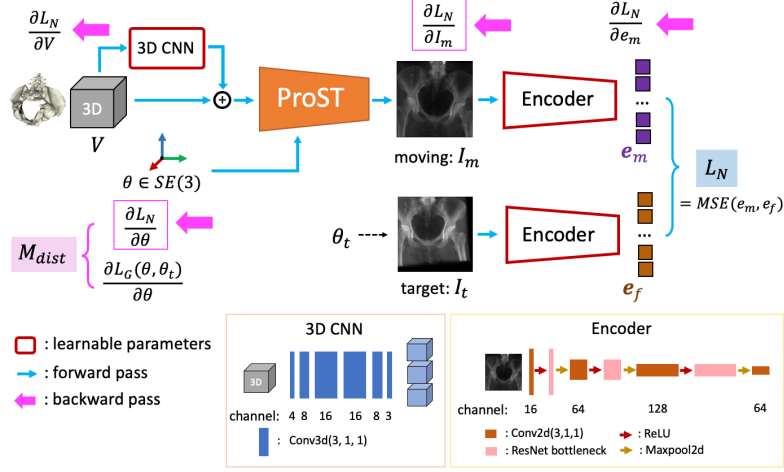 ∂L_N/∂V
3D CNN
3D
V
ProST
θ ∈ SE(3)
∂L_N/∂I_m
∂L_N/∂e_m
moving: I_m
Encoder
...
e_m
L_N
= MSE(e_m, e_f)
θ_t
target: I_t
Encoder
...
e_f
M_dist
∂L_N/∂θ
∂L_G(θ, θ_t)/∂θ
: learnable parameters
: forward pass
: backward pass
3D CNN
3D
channel: 4 8 16 16 8 3
: Conv3d(3, 1, 1)
Encoder
channel: 16 64 128 64
: Conv2d(3,1,1)
: ReLU
: ResNet bottleneck
: Maxpool2d